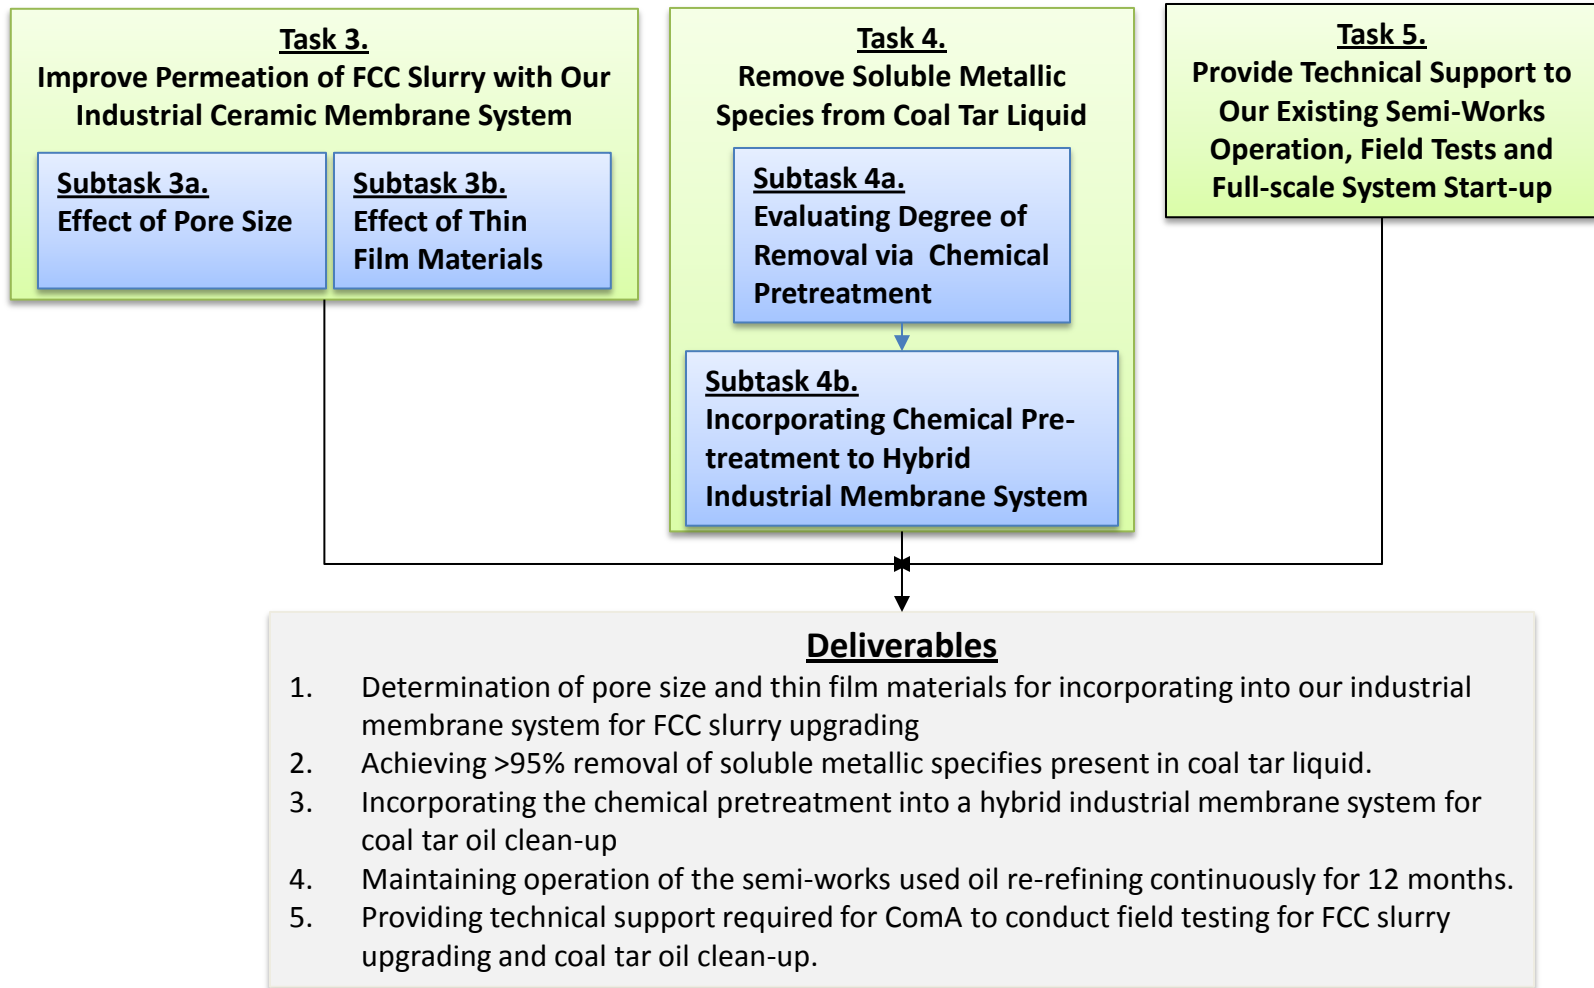 Task 3.
Improve Permeation of FCC Slurry with Our
Industrial Ceramic Membrane System
Subtask 3a.
Effect of Pore Size
Subtask 3b.
Effect of Thin
Film Materials
Task 4.
Remove Soluble Metallic
Species from Coal Tar Liquid
Subtask 4a.
Evaluating Degree of
Removal via Chemical
Pretreatment
Subtask 4b.
Incorporating Chemical Pre-
treatment to Hybrid
Industrial Membrane System
Task 5.
Provide Technical Support to
Our Existing Semi-Works
Operation, Field Tests and
Full-scale System Start-up
Deliverables
1. Determination of pore size and thin film materials for incorporating into our industrial
membrane system for FCC slurry upgrading
2. Achieving >95% removal of soluble metallic specifies present in coal tar liquid.
3. Incorporating the chemical pretreatment into a hybrid industrial membrane system for
coal tar oil clean-up
4. Maintaining operation of the semi-works used oil re-refining continuously for 12 months.
5. Providing technical support required for ComA to conduct field testing for FCC slurry
upgrading and coal tar oil clean-up.